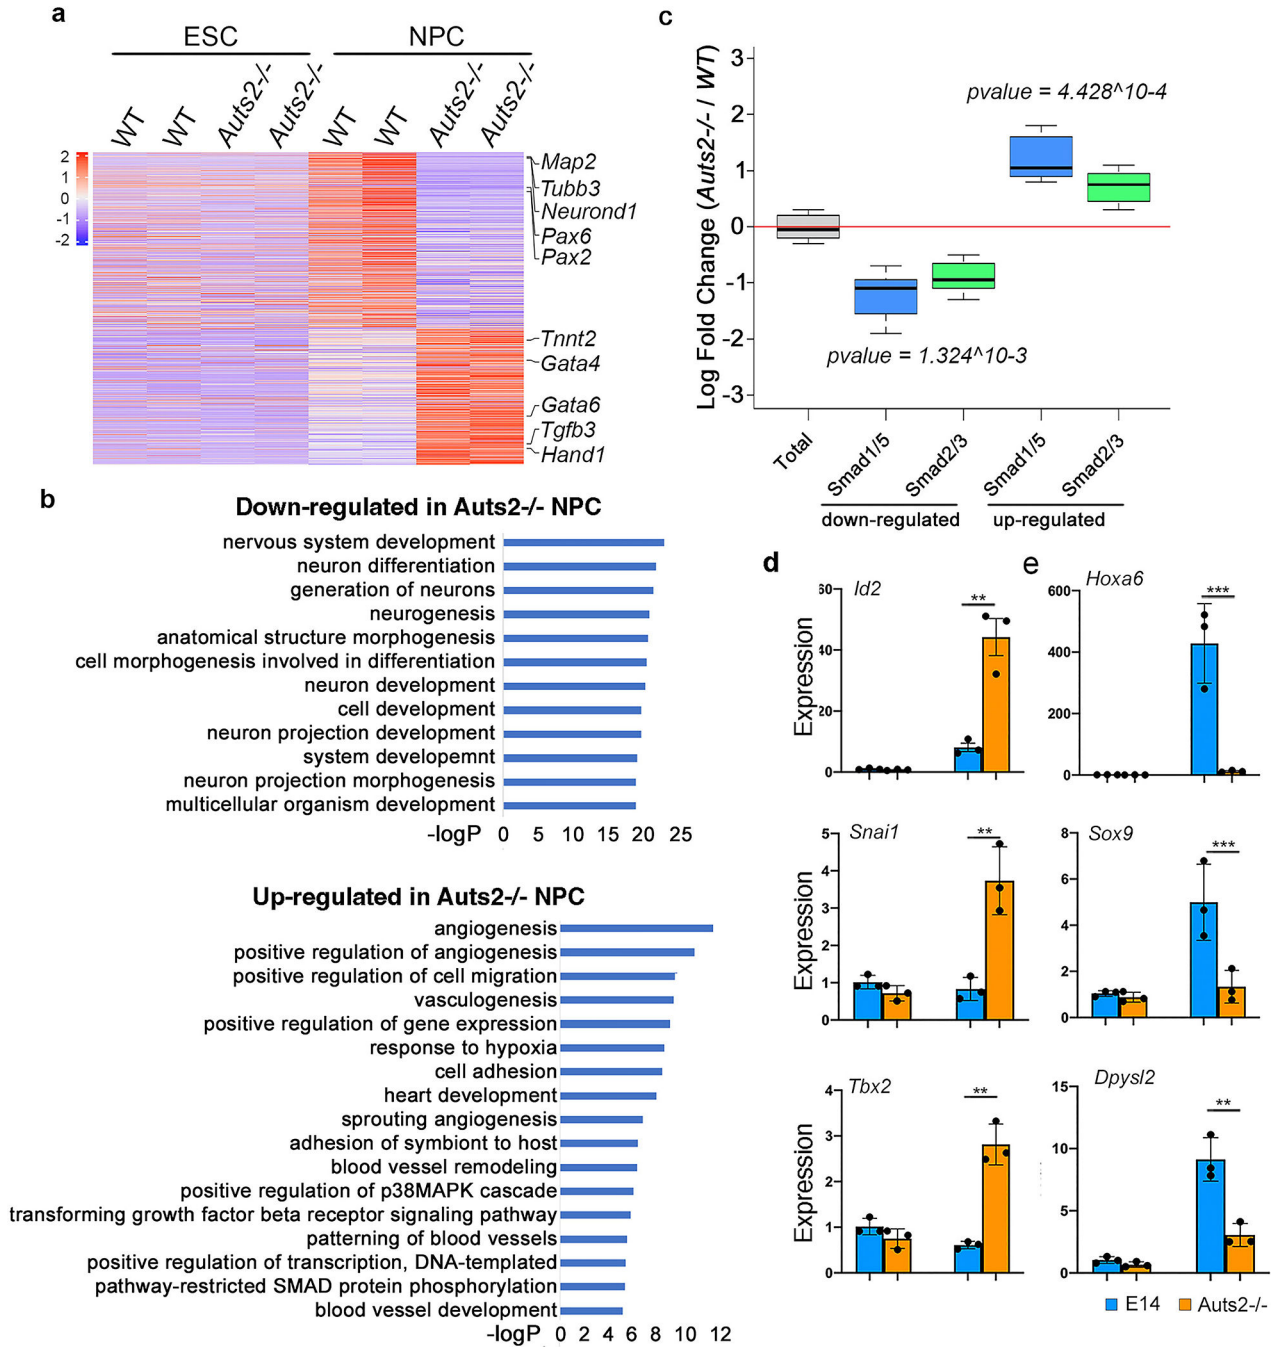 a
ESC
NPC
WT
WT
Auts2-/-
Auts2-/-
WT
WT
Auts2-/-
Auts2-/-
2
1
0
-1
-2
Map2
Tubb3
Neurond1
Pax6
Pax2
Tnnt2
Gata4
Gata6
Tgfb3
Hand1
b
Down-regulated in Auts2-/- NPC
nervous system development
neuron differentiation
generation of neurons
neurogenesis
anatomical structure morphogenesis
cell morphogenesis involved in differentiation
neuron development
cell development
neuron projection development
system developemnt
neuron projection morphogenesis
multicellular organism development
-logP 0 5 10 15 20 25
Up-regulated in Auts2-/- NPC
angiogenesis
positive regulation of angiogenesis
positive regulation of cell migration
vasculogenesis
positive regulation of gene expression
response to hypoxia
cell adhesion
heart development
sprouting angiogenesis
adhesion of symbiont to host
blood vessel remodeling
positive regulation of p38MAPK cascade
transforming growth factor beta receptor signaling pathway
patterning of blood vessels
positive regulation of transcription, DNA-templated
pathway-restricted SMAD protein phosphorylation
blood vessel development
-logP 0 2 4 6 8 10 12
c
Log Fold Change (Auts2-/- / WT)
3
2
1
0
-1
-2
-3
pvalue = 4.428^10-4
pvalue = 1.324^10-3
Total
Smad1/5
Smad2/3
Smad1/5
Smad2/3
down-regulated
up-regulated
d
Id2
Expression
60
40
20
0
**
Snai1
Expression
5
4
3
2
1
0
**
Tbx2
Expression
4
3
2
1
0
**
e
Hoxa6
600
400
200
0
***
Sox9
8
6
4
2
0
***
Dpysl2
15
10
5
0
**
E14 Auts2-/-